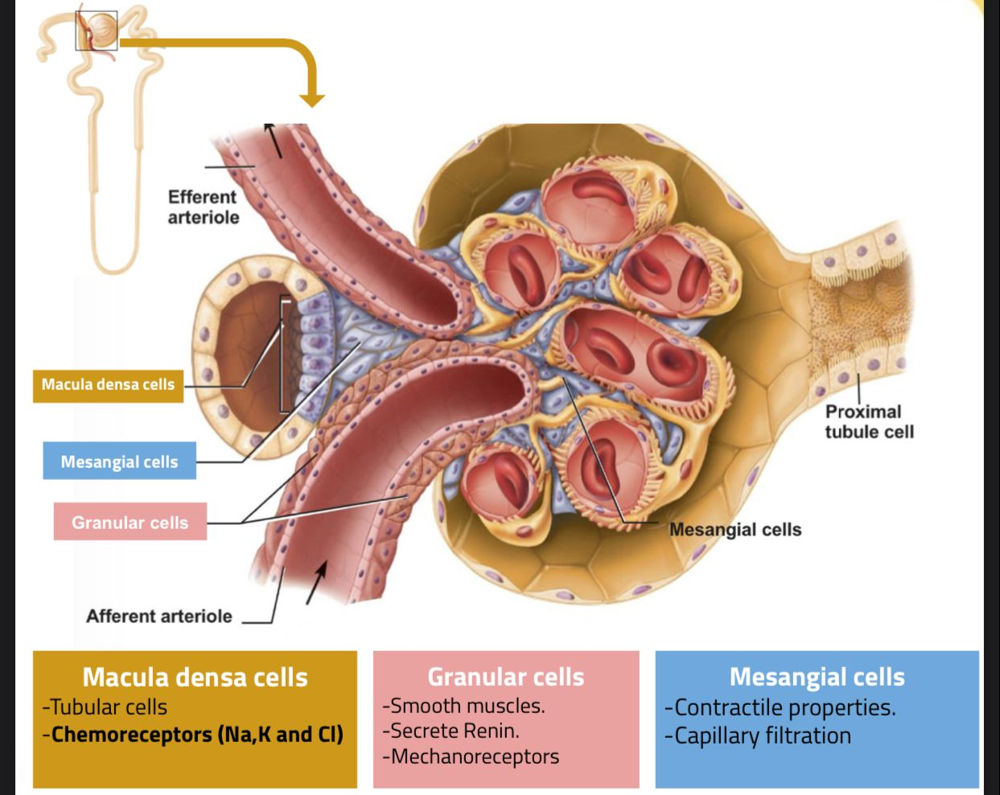 Efferent
arteriole
Macula densa cells
Mesangial cells
Granular cells
Afferent arteriole
Proximal
tubule cell
Mesangial cells
Macula densa cells
-Tubular cells
-Chemoreceptors (Na,K and Cl)
Granular cells
-Smooth muscles.
-Secrete Renin.
-Mechanoreceptors
Mesangial cells
-Contractile properties.
-Capillary filtration